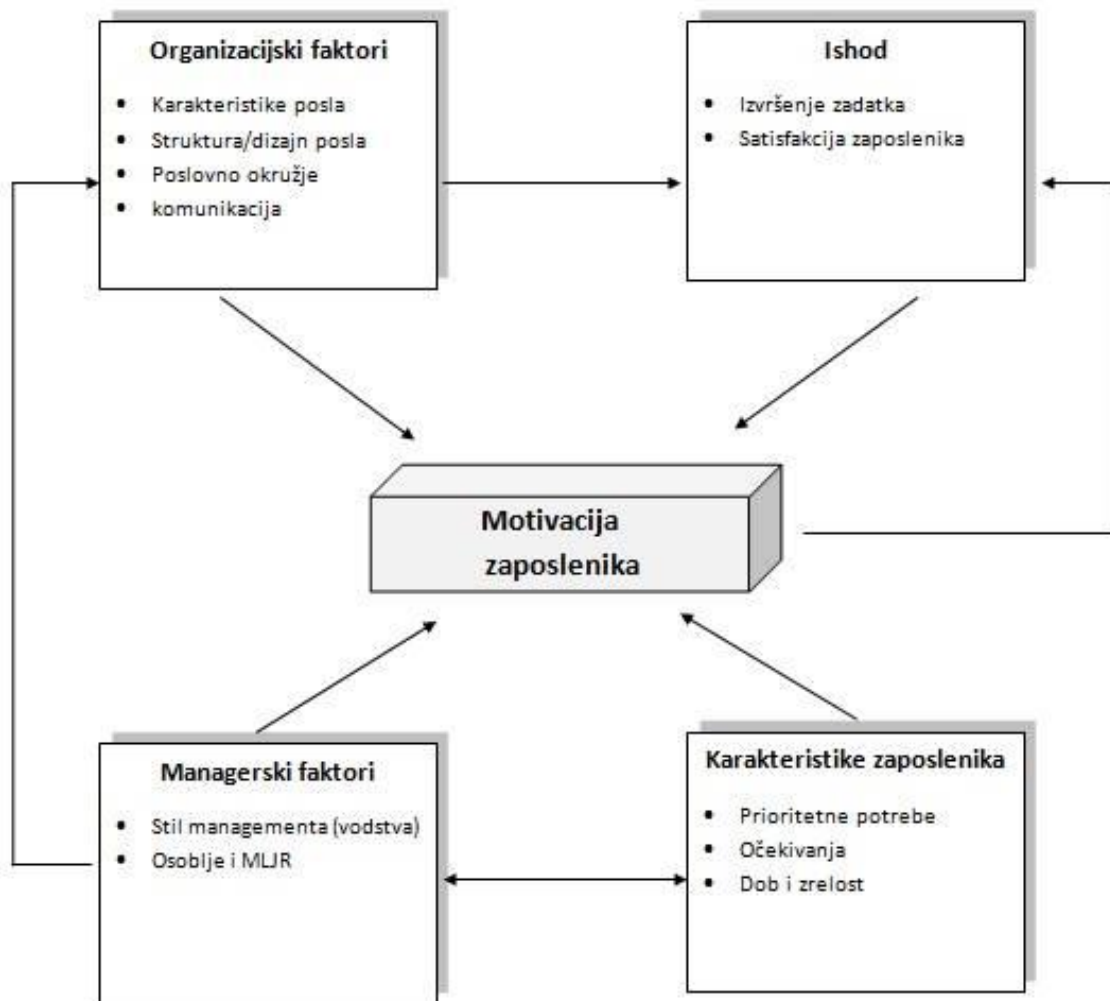 Organizacijski faktori
• Karakteristike posla
• Struktura/dizajn posla
• Poslovno okružje
• komunikacija
Ishod
• Izvršenje zadatka
• Satisfakcija zaposlenika
Motivacija
zaposlenika
Managerski faktori
• Stil managementa (vodstva)
• Osoblje i MLJR
Karakteristike zaposlenika
• Prioritetne potrebe
• Očekivanja
• Dob i zrelost